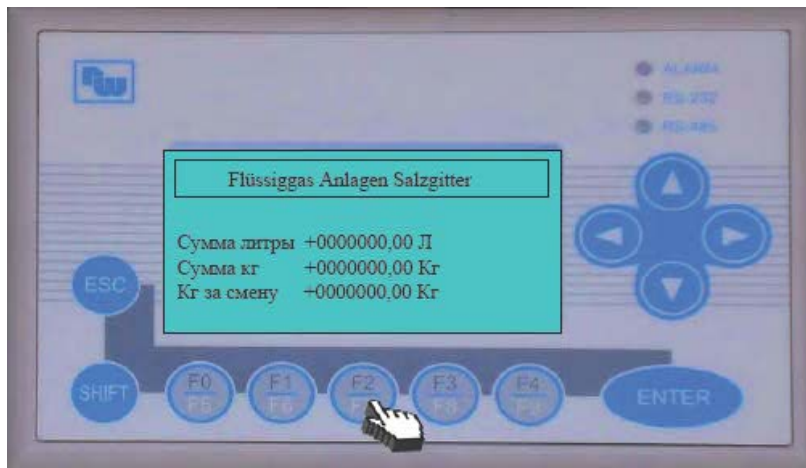 ALARM
RS-232
RS-485
Flüssiggas Anlagen Salzgitter
Сумма литры +0000000,00 Л
Сумма кг +0000000,00 Кг
Кг за смену +0000000,00 Кг
ESC
SHIFT
F0
F5
F1
F6
F2
F3
F8
F4
F9
ENTER